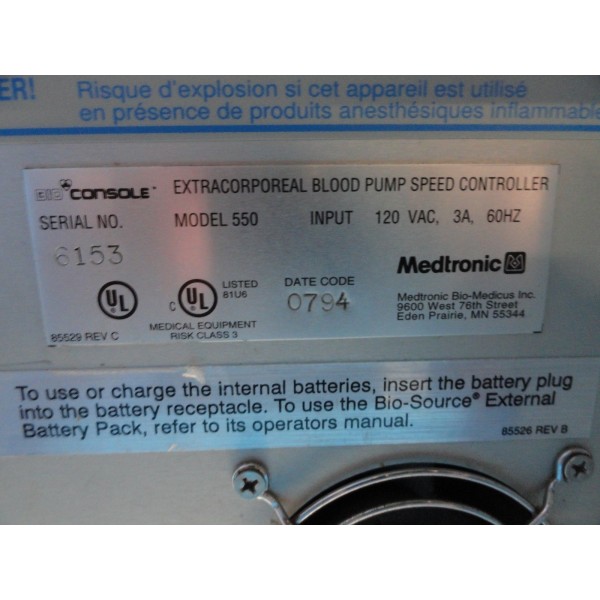 ER!
Risque d'explosion si cet appareil est utilisé
en présence de produits anesthésiques inflammable
BIO CONSOLE EXTRACORPOREAL BLOOD PUMP SPEED CONTROLLER
SERIAL NO. MODEL 550 INPUT 120 VAC, 3A, 60HZ
6153
Medtronic
UL
C UL LISTED
81U6
DATE CODE
0794
MEDICAL EQUIPMENT
RISK CLASS 3
Medtronic Bio-Medicus Inc.
9600 West 76th Street
Eden Prairie, MN 55344
85529 REV C
To use or charge the internal batteries, insert the battery plug
into the battery receptacle. To use the Bio-Source® External
Battery Pack, refer to its operators manual.
85526 REV B